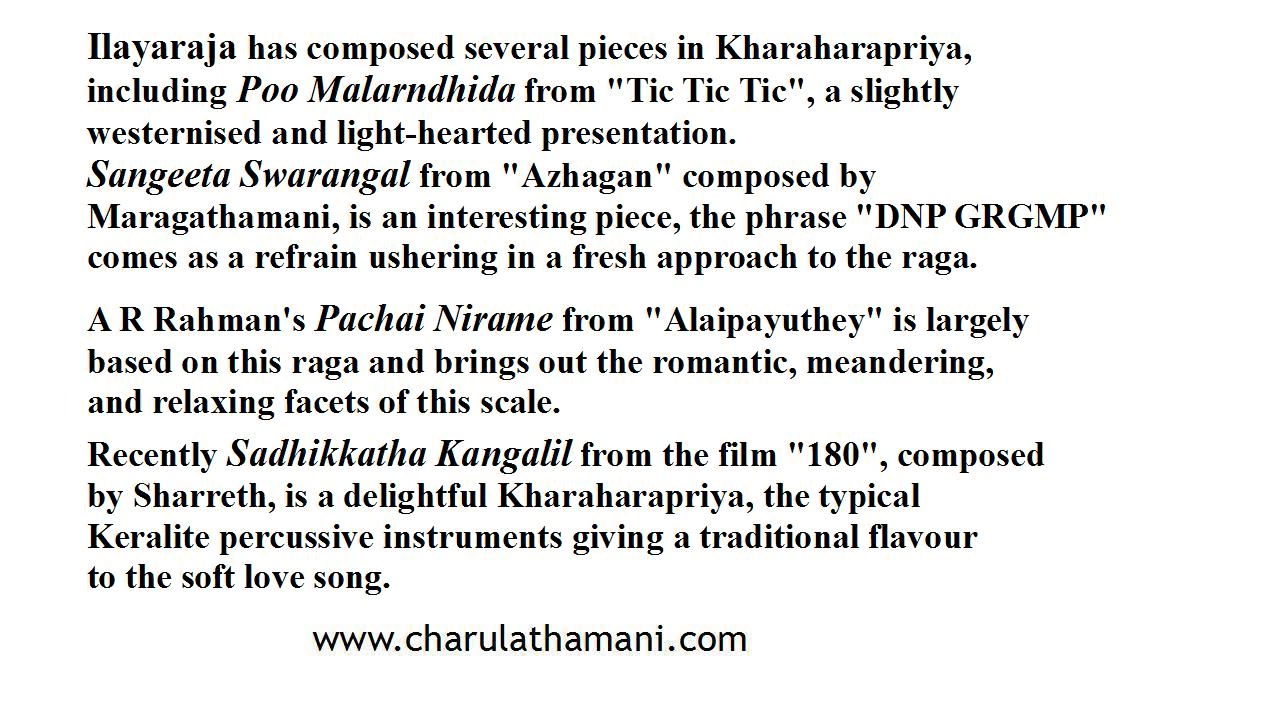 Ilayaraja has composed several pieces in Kharaharapriya,
including Poo Malarndhida from "Tic Tic Tic", a slightly
westernised and light-hearted presentation.
Sangeeta Swarangal from "Azhagan" composed by
Maragathamani, is an interesting piece, the phrase "DNP GRGMP"
comes as a refrain ushering in a fresh approach to the raga.
A R Rahman's Pachai Nirame from "Alaipayuthey" is largely
based on this raga and brings out the romantic, meandering,
and relaxing facets of this scale.
Recently Sadhikkatha Kangalil from the film "180", composed
by Sharreth, is a delightful Kharaharapriya, the typical
Keralite percussive instruments giving a traditional flavour
to the soft love song.
www.charulathamani.com